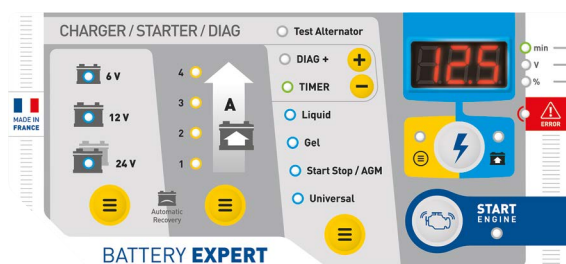 CHARGER / STARTER / DIAG
6 V
12 V
24 V
Automatic
Recovery
4
3
2
1
A
Test Alternator
DIAG +
TIMER
Liquid
Gel
Start Stop / AGM
Universal
12.5
min
V
%
ERROR
START
ENGINE
MADE IN
FRANCE
BATTERY EXPERT